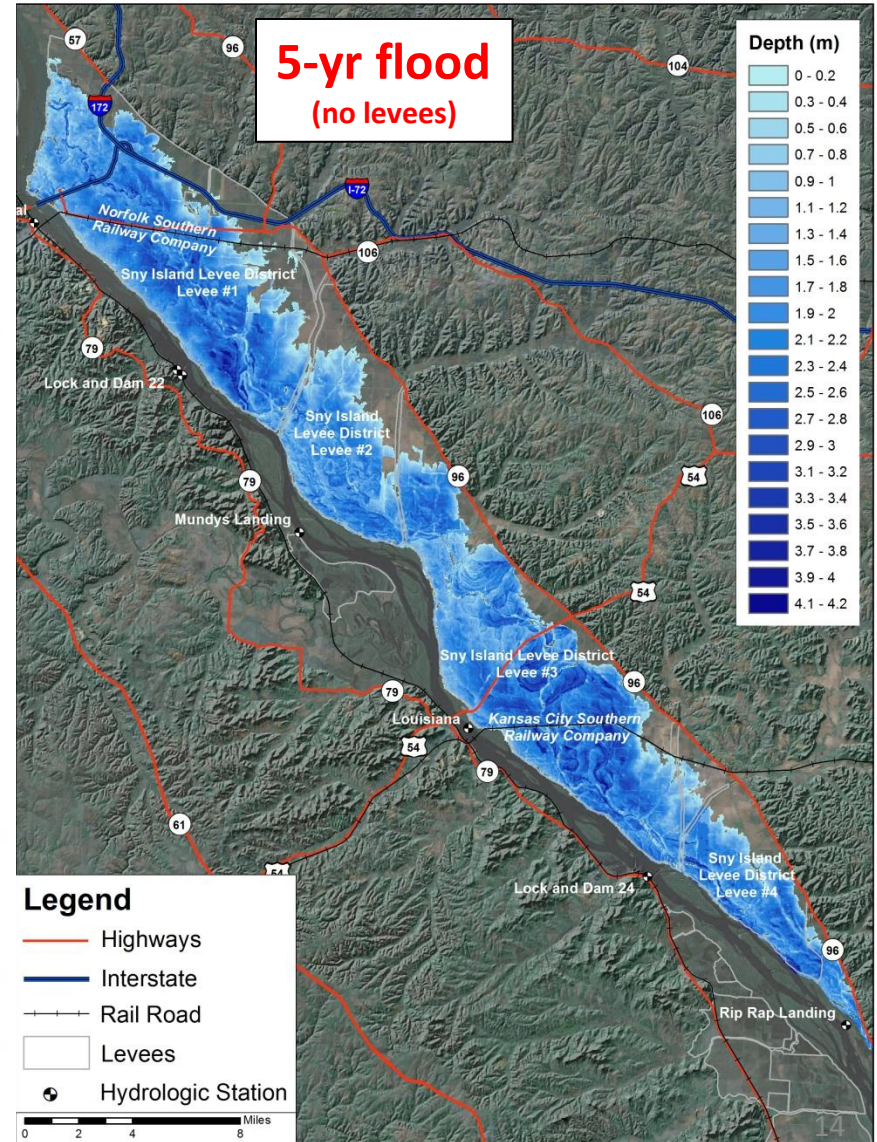 5-yr flood
(no levees)
Depth (m)
0 - 0.2
0.3 - 0.4
0.5 - 0.6
0.7 - 0.8
0.9 - 1
1.1 - 1.2
1.3 - 1.4
1.5 - 1.6
1.7 - 1.8
1.9 - 2
2.1 - 2.2
2.3 - 2.4
2.5 - 2.6
2.7 - 2.8
2.9 - 3
3.1 - 3.2
3.3 - 3.4
3.5 - 3.6
3.7 - 3.8
3.9 - 4
4.1 - 4.2
57
96
104
172
I-72
al
Norfolk Southern
Railway Company
106
Sny Island Levee District
Levee #1
79
Lock and Dam 22
106
Sny Island
Levee District
Levee #2
54
79
96
Mundys Landing
54
Sny Island Levee District
Levee #3
96
79
Louisiana
Kansas City Southern
Railway Company
54
79
61
54
Sny Island
Levee District
Levee #4
Lock and Dam 24
96
Rip Rap Landing
Legend
Highways
Interstate
Rail Road
Levees
Hydrologic Station
Miles
0 2 4 8
14